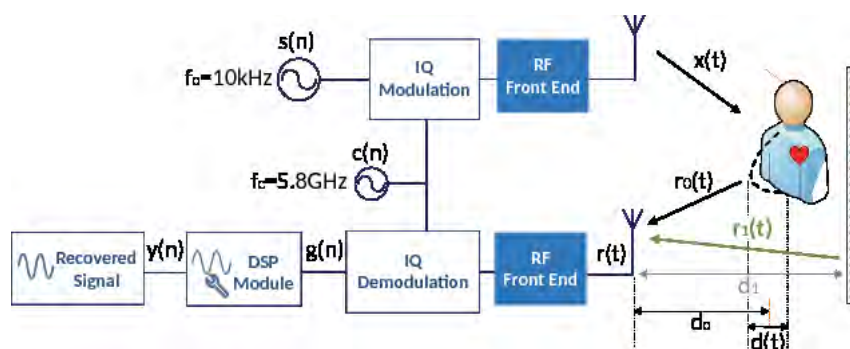 s(n)
f₀=10kHz
IQ
Modulation
RF
Front End
x(t)
c(n)
f꜀=5.8GHz
r₀(t)
r₁(t)
Recovered
Signal
y(n)
DSP
Module
g(n)
IQ
Demodulation
RF
Front End
r(t)
d₁
d₀
d(t)